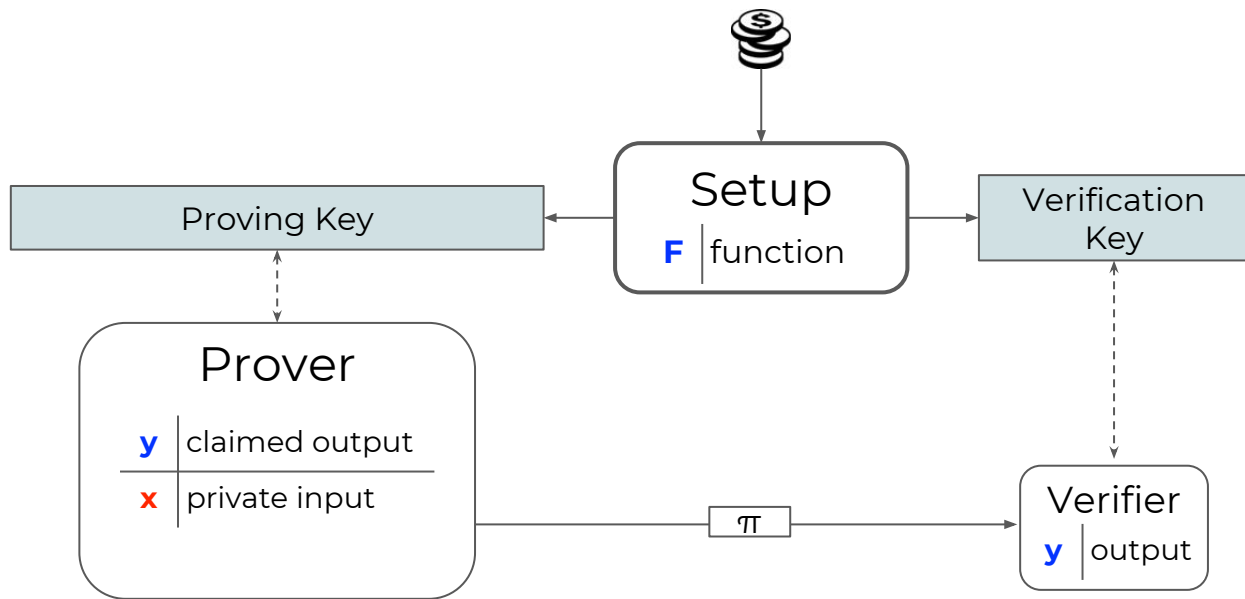 $
Setup
F function
Proving Key
Verification
Key
Prover
y claimed output
x private input
π
Verifier
y output